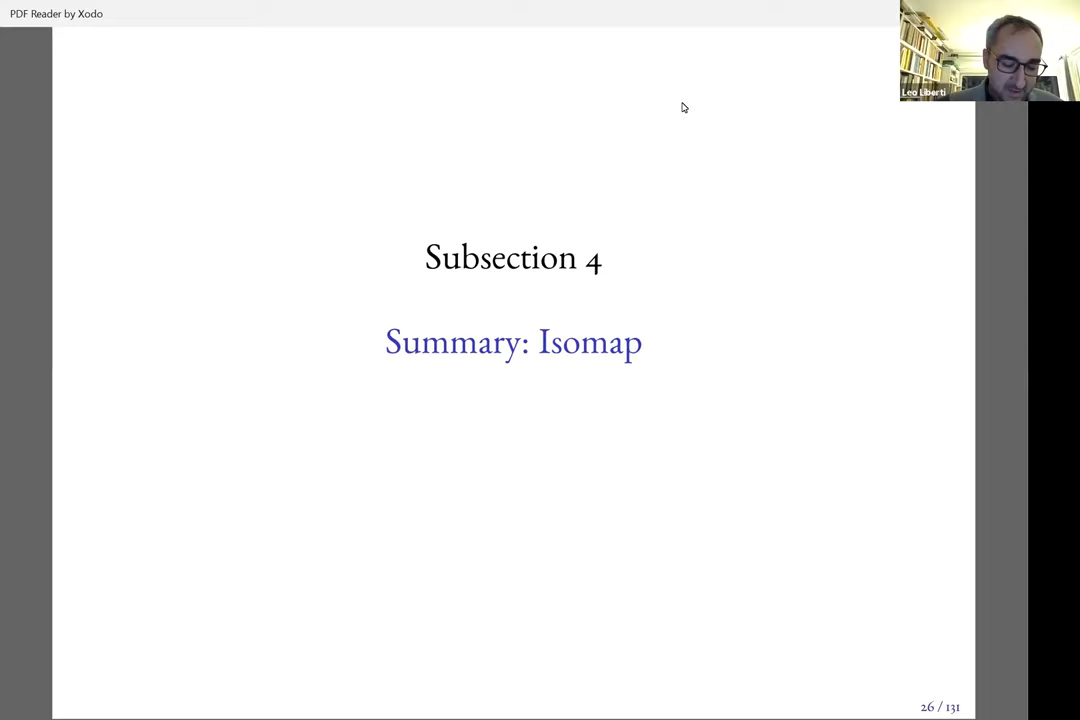 PDF Reader by Xodo
Leo Liberti
Subsection 4
Summary: Isomap
26 / 131